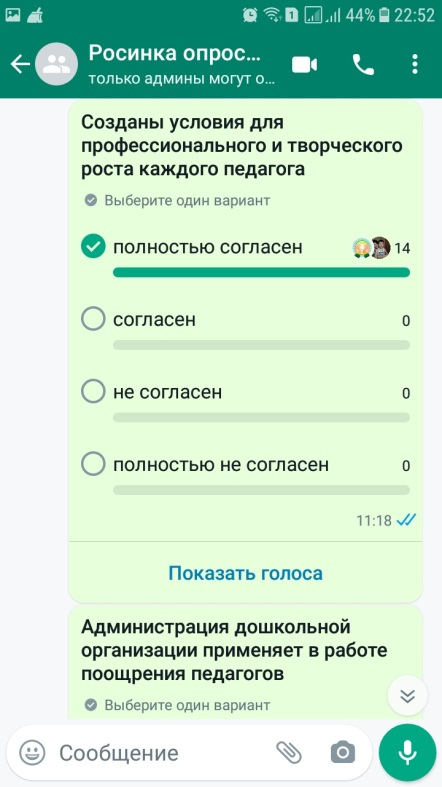 44% 22:52
Росинка опрос...
только админы могут о...
Созданы условия для
профессионального и творческого
роста каждого педагога
Выберите один вариант
полностью согласен 14
согласен 0
не согласен 0
полностью не согласен 0
11:18
Показать голоса
Администрация дошкольной
организации применяет в работе
поощрения педагогов
Выберите один вариант
Сообщение